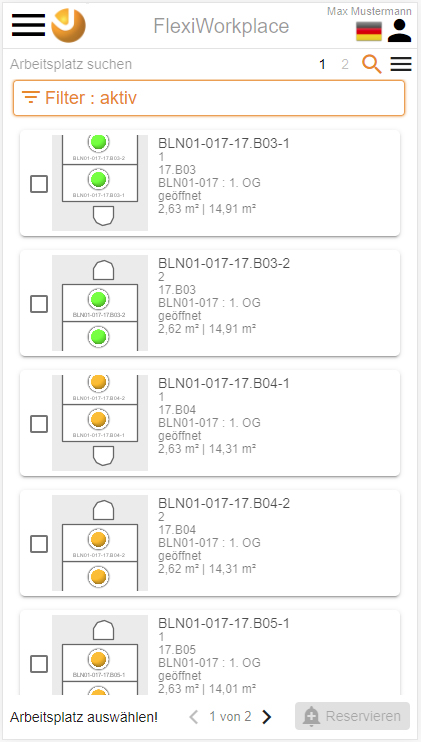 Max Mustermann
FlexiWorkplace
Arbeitsplatz suchen 1 2
Filter : aktiv
BLN01-017-17.B03-2
BLN01-017-17.B03-1
BLN01-017-17.B03-1
1
17.B03
BLN01-017 : 1. OG
geöffnet
2,63 m² | 14,91 m²
BLN01-017-17.B03-2
BLN01-017-17.B03-2
2
17.B03
BLN01-017 : 1. OG
geöffnet
2,62 m² | 14,91 m²
BLN01-017-17.B04-2
BLN01-017-17.B04-1
BLN01-017-17.B04-1
1
17.B04
BLN01-017 : 1. OG
geöffnet
2,63 m² | 14,31 m²
BLN01-017-17.B04-2
BLN01-017-17.B04-2
2
17.B04
BLN01-017 : 1. OG
geöffnet
2,62 m² | 14,31 m²
BLN01-017-17.B05-1
BLN01-017-17.B05-1
1
17.B05
BLN01-017 : 1. OG
geöffnet
2,63 m² | 14,01 m²
Arbeitsplatz auswählen! 1 von 2 Reservieren